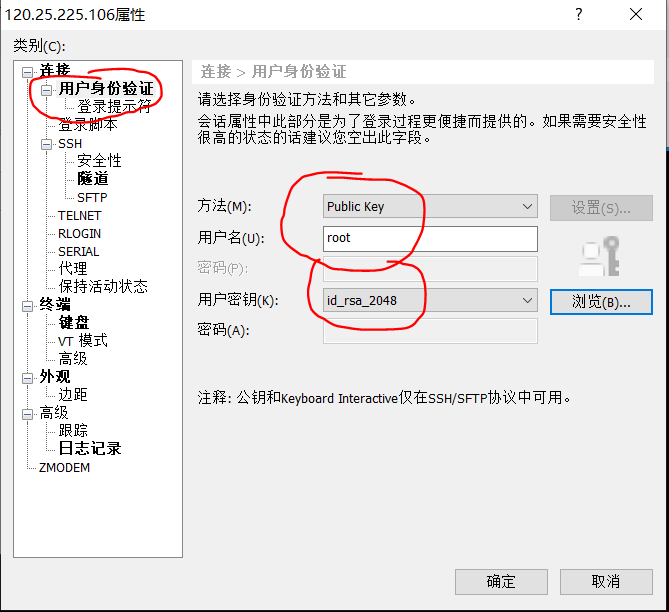 120.25.225.106属性
类别(C):
连接
用户身份验证
登录提示符
登录脚本
SSH
安全性
隧道
SFTP
TELNET
RLOGIN
SERIAL
代理
保持活动状态
终端
键盘
VT 模式
高级
外观
边距
高级
跟踪
日志记录
ZMODEM
连接 > 用户身份验证
请选择身份验证方法和其它参数。
会话属性中此部分是为了登录过程更便捷而提供的。如果需要安全性
很高的状态的话建议您空出此字段。
方法(M): Public Key 设置(S)...
用户名(U): root
密码(P):
用户密钥(K): id_rsa_2048 浏览(B)...
密码(A):
注释: 公钥和Keyboard Interactive仅在SSH/SFTP协议中可用。
确定 取消